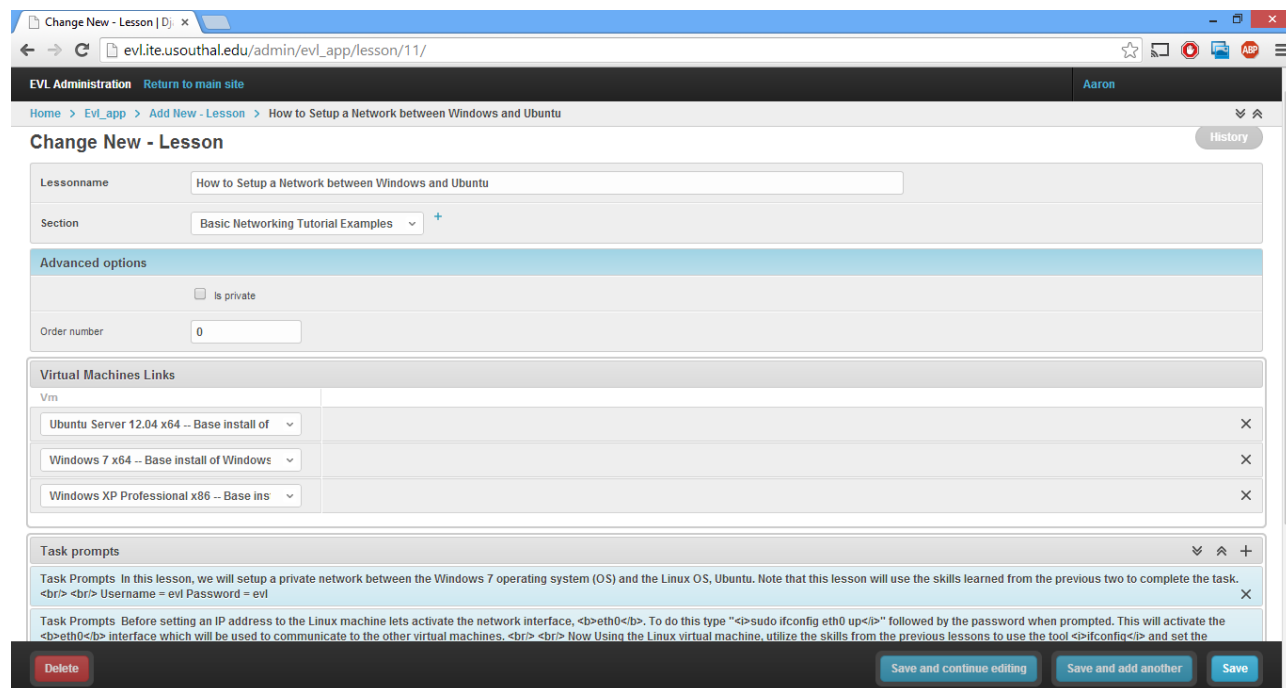 Change New - Lesson | Dj
evl.ite.usouthal.edu/admin/evl_app/lesson/11/
ABP
EVL Administration Return to main site Aaron
Home > Evl_app > Add New - Lesson > How to Setup a Network between Windows and Ubuntu
Change New - Lesson
History
Lessonname How to Setup a Network between Windows and Ubuntu
Section Basic Networking Tutorial Examples +
Advanced options
Is private
Order number 0
Virtual Machines Links
Vm
Ubuntu Server 12.04 x64 -- Base install of
Windows 7 x64 -- Base install of Windows
Windows XP Professional x86 -- Base ins
Task prompts
Task Prompts In this lesson, we will setup a private network between the Windows 7 operating system (OS) and the Linux OS, Ubuntu. Note that this lesson will use the skills learned from the previous two to complete the task.
<br/> <br/> Username = evl Password = evl
Task Prompts Before setting an IP address to the Linux machine lets activate the network interface, <b>eth0</b>. To do this type "<i>sudo ifconfig eth0 up</i>" followed by the password when prompted. This will activate the
<b>eth0</b> interface which will be used to communicate to the other virtual machines. <br/> <br/> Now Using the Linux virtual machine, utilize the skills from the previous lessons to use the tool <i>ifconfig</i> and set the
Delete Save and continue editing Save and add another Save